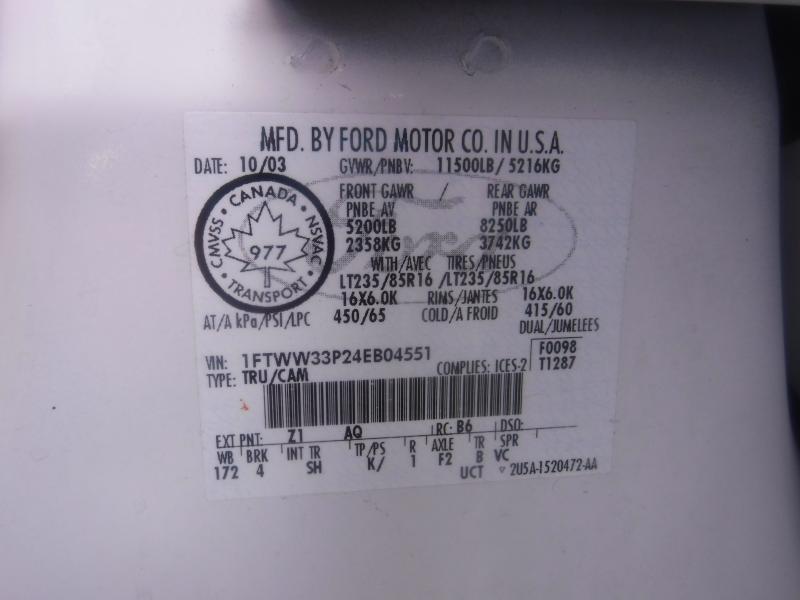 MFD. BY FORD MOTOR CO. IN U.S.A.
DATE: 10/03 GVWR/PNBV: 11500LB/ 5216KG
FRONT GAWR / REAR GAWR
PNBE AV PNBE AR
5200LB 8250LB
2358KG 3742KG
WITH/AVEC TIRES/PNEUS
LT235/85R16 /LT235/85R16
16X6.0K RIMS/JANTES 16X6.0K
AT/A kPa/PSI/LPC 450/65 COLD/A FROID 415/60
DUAL/JUMELEES
CMVSS • CANADA • NSVAC • TRANSPORT •
977
Ford
VIN: 1FTWW33P24EB04551 F0098
TYPE: TRU/CAM COMPLIES: ICES-2 T1287
EXT PNT: Z1 AQ RC: B6 DSO:
WB BRK INT TR TP/PS R AXLE TR SPR
172 4 SH K/ 1 F2 B VC
UCT ▽ 2U5A-1520472-AA